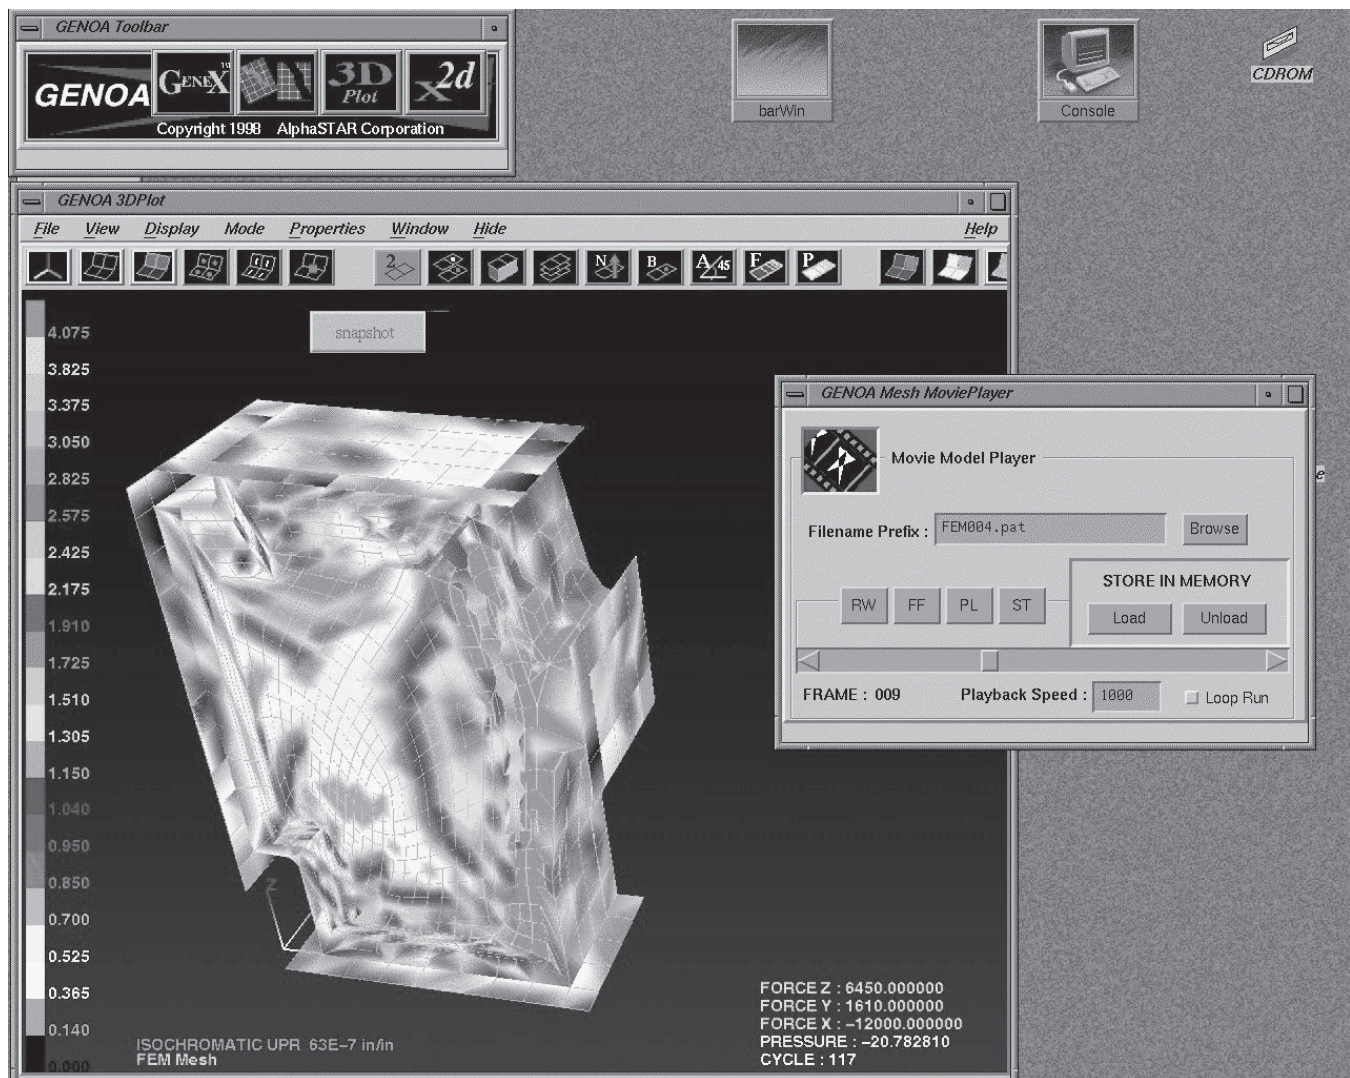 GENOA Toolbar
GENOA
GENEX TM
3D
Plot
x2d
Copyright 1998 AlphaSTAR Corporation
barWin
Console
CDROM
GENOA 3DPlot
File View Display Mode Properties Window Hide Help
2 N B A/45 F P
snapshot
4.075
3.825
3.375
3.050
2.825
2.575
2.425
2.175
1.910
1.725
1.510
1.305
1.150
1.040
0.950
0.850
0.700
0.525
0.365
0.140
0.000
Z
ISOCHROMATIC UPR 63E-7 in/in
FEM Mesh
FORCE Z : 6450.000000
FORCE Y : 1610.000000
FORCE X : -12000.000000
PRESSURE : -20.782810
CYCLE : 117
GENOA Mesh MoviePlayer
Movie Model Player
Filename Prefix : FEM004.pat Browse
STORE IN MEMORY
RW FF PL ST Load Unload
FRAME : 009 Playback Speed : 1000 Loop Run
e